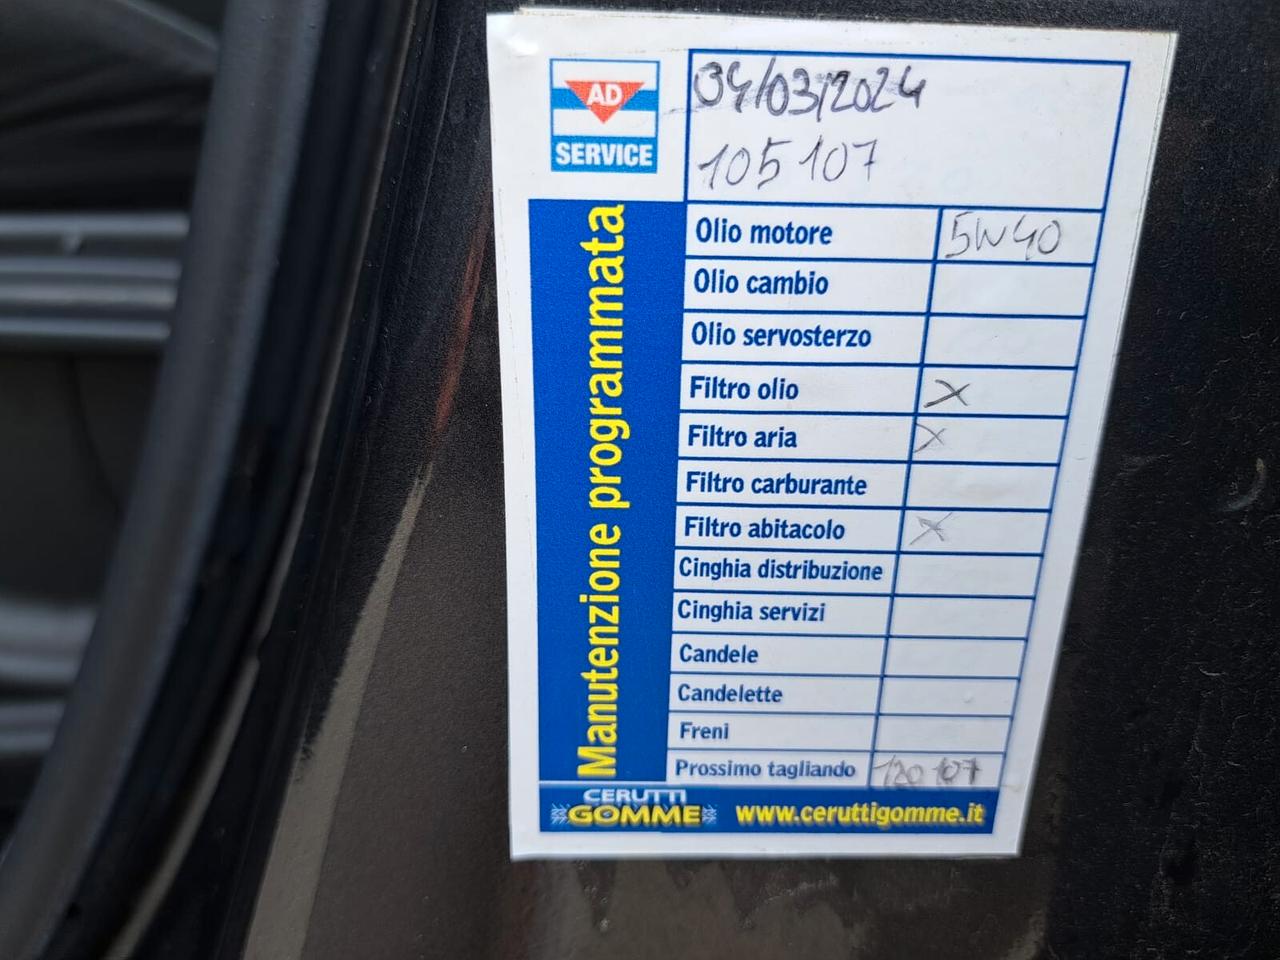 AD
SERVICE
04/03/2024
105107
Manutenzione programmata
Olio motore 5W40
Olio cambio
Olio servosterzo
Filtro olio X
Filtro aria X
Filtro carburante
Filtro abitacolo X
Cinghia distribuzione
Cinghia servizi
Candele
Candelette
Freni
Prossimo tagliando 120107
CERUTTI
GOMME
www.ceruttigomme.it